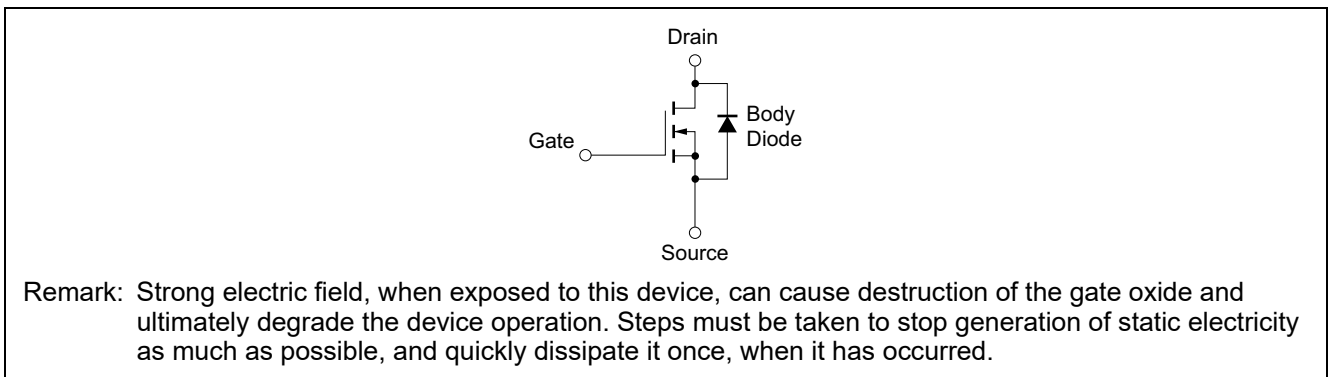 Drain
Body
Diode
Gate
Source
Remark: Strong electric field, when exposed to this device, can cause destruction of the gate oxide and
ultimately degrade the device operation. Steps must be taken to stop generation of static electricity
as much as possible, and quickly dissipate it once, when it has occurred.